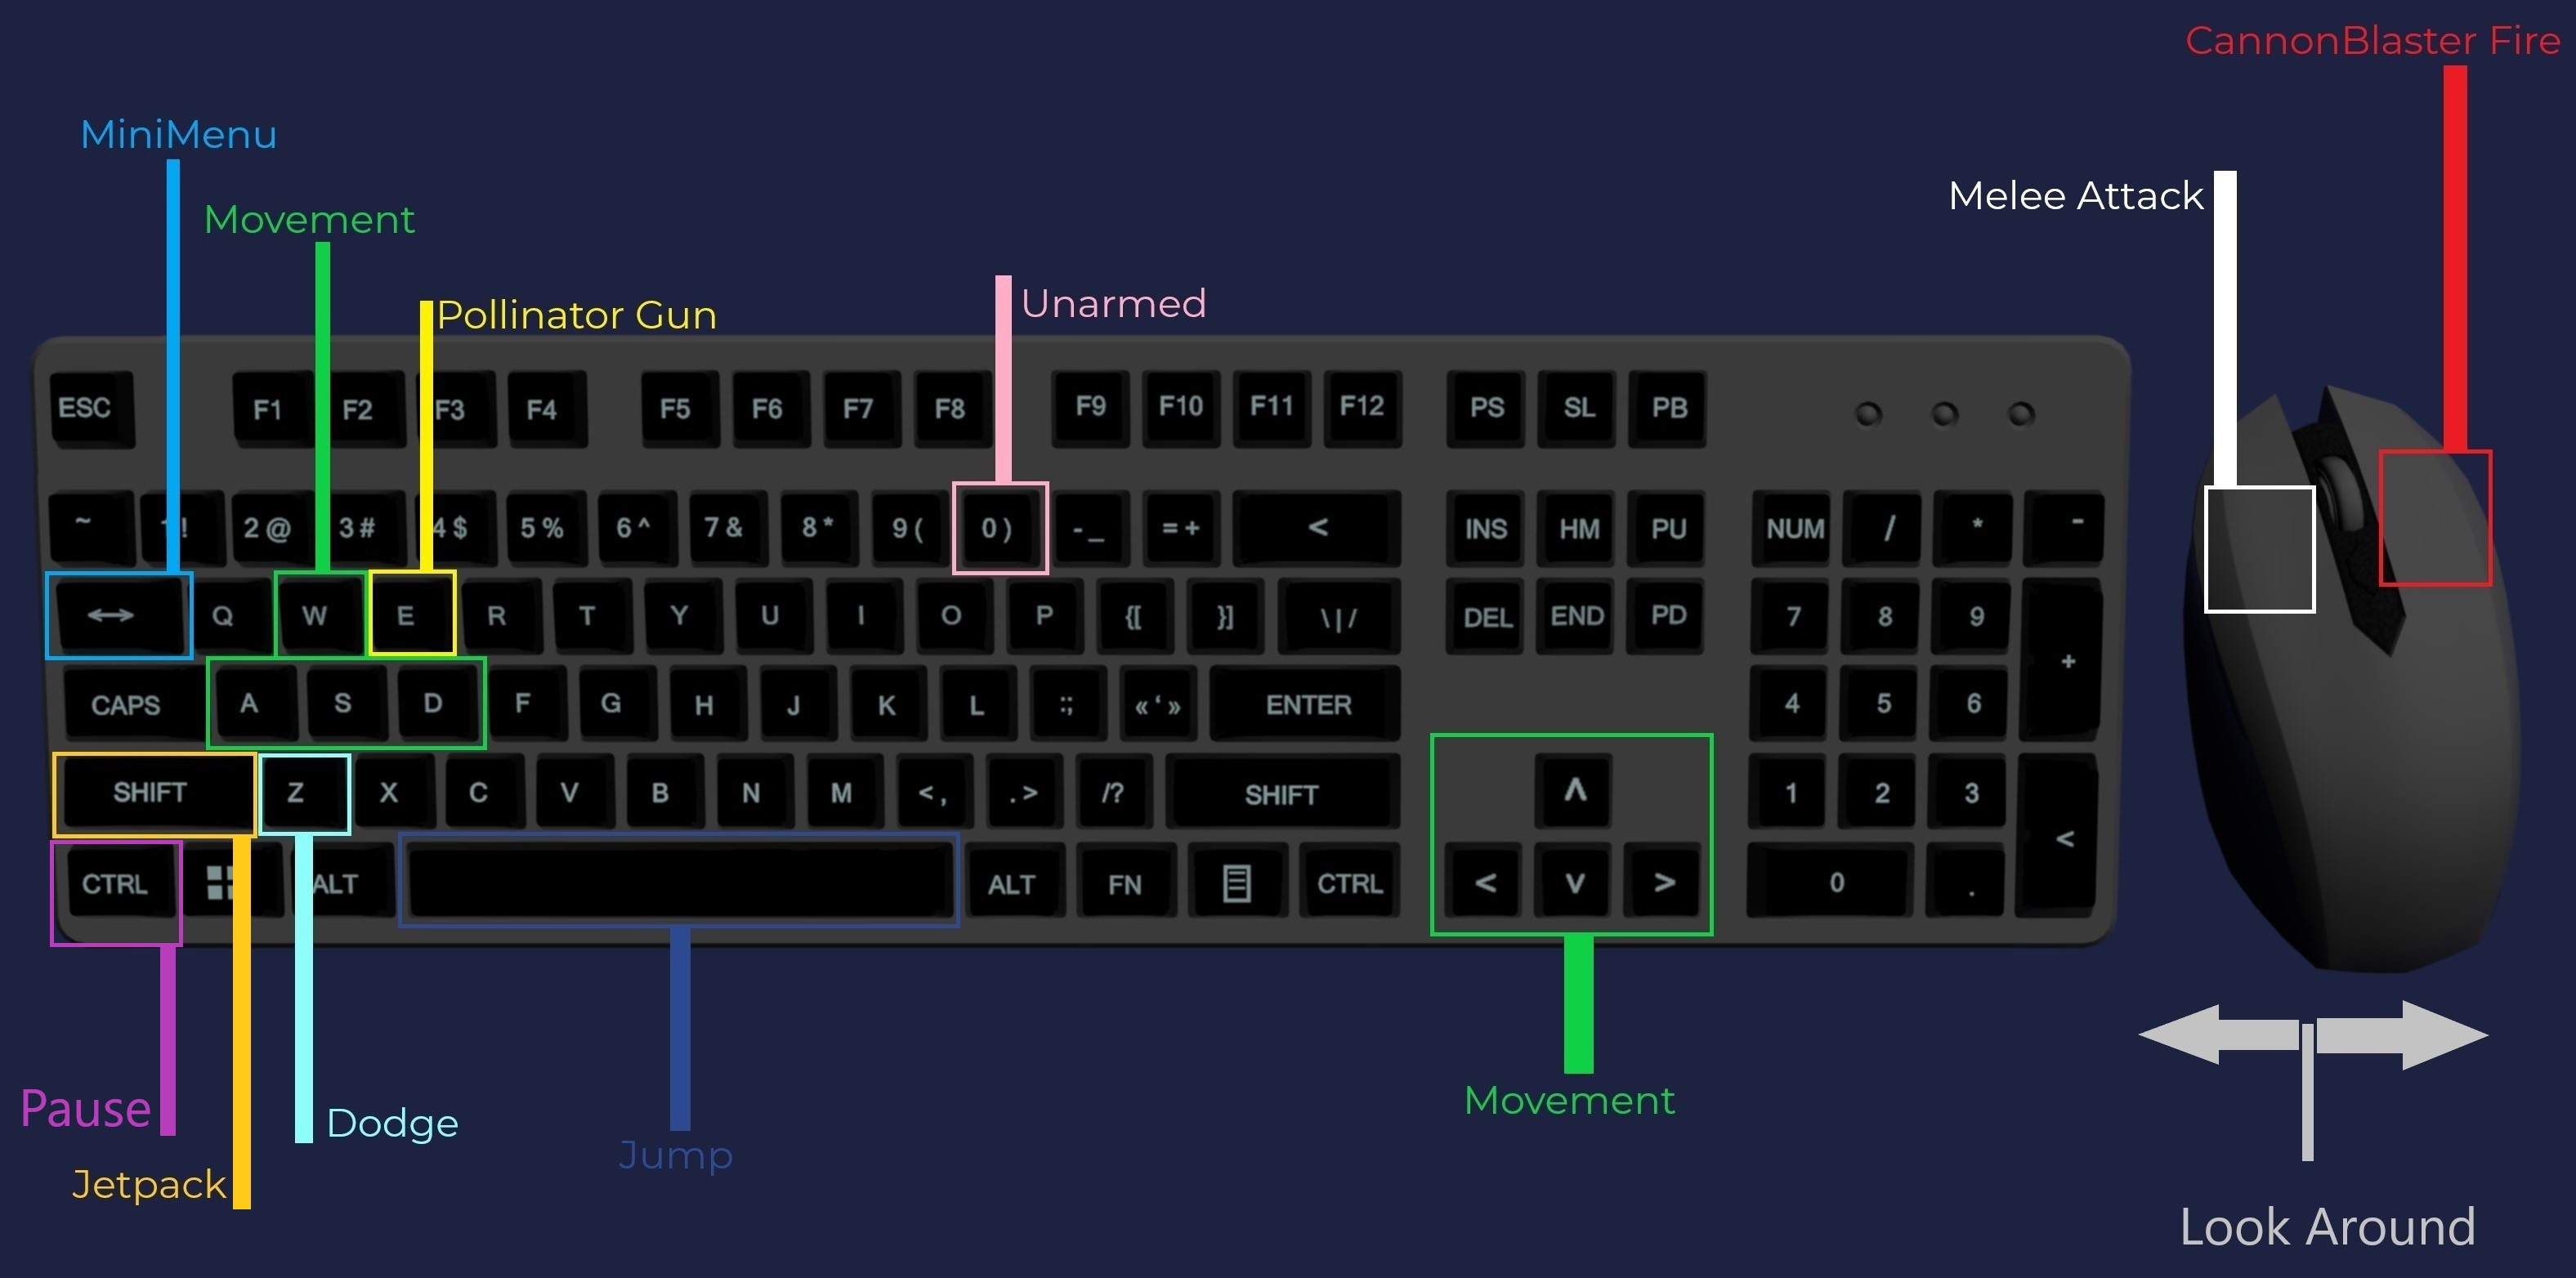 CannonBlaster Fire
MiniMenu
Melee Attack
Movement
Pollinator Gun
Unarmed
ESC F1 F2 F3 F4 F5 F6 F7 F8 F9 F10 F11 F12 PS SL PB
~ ! 2 @ 3 # 4 $ 5 % 6 ^ 7 & 8 * 9 ( 0 ) - _ = + < INS HM PU NUM / * -
↔ Q W E R T Y U I O P {[ }] \ | / DEL END PD 7 8 9 +
CAPS A S D F G H J K L :; « ‘ » ENTER 4 5 6
SHIFT Z X C V B N M < , . > /? SHIFT ʌ 1 2 3 <
CTRL ALT ALT FN CTRL < v > 0 .
Pause
Dodge
Jump
Movement
Jetpack
Look Around